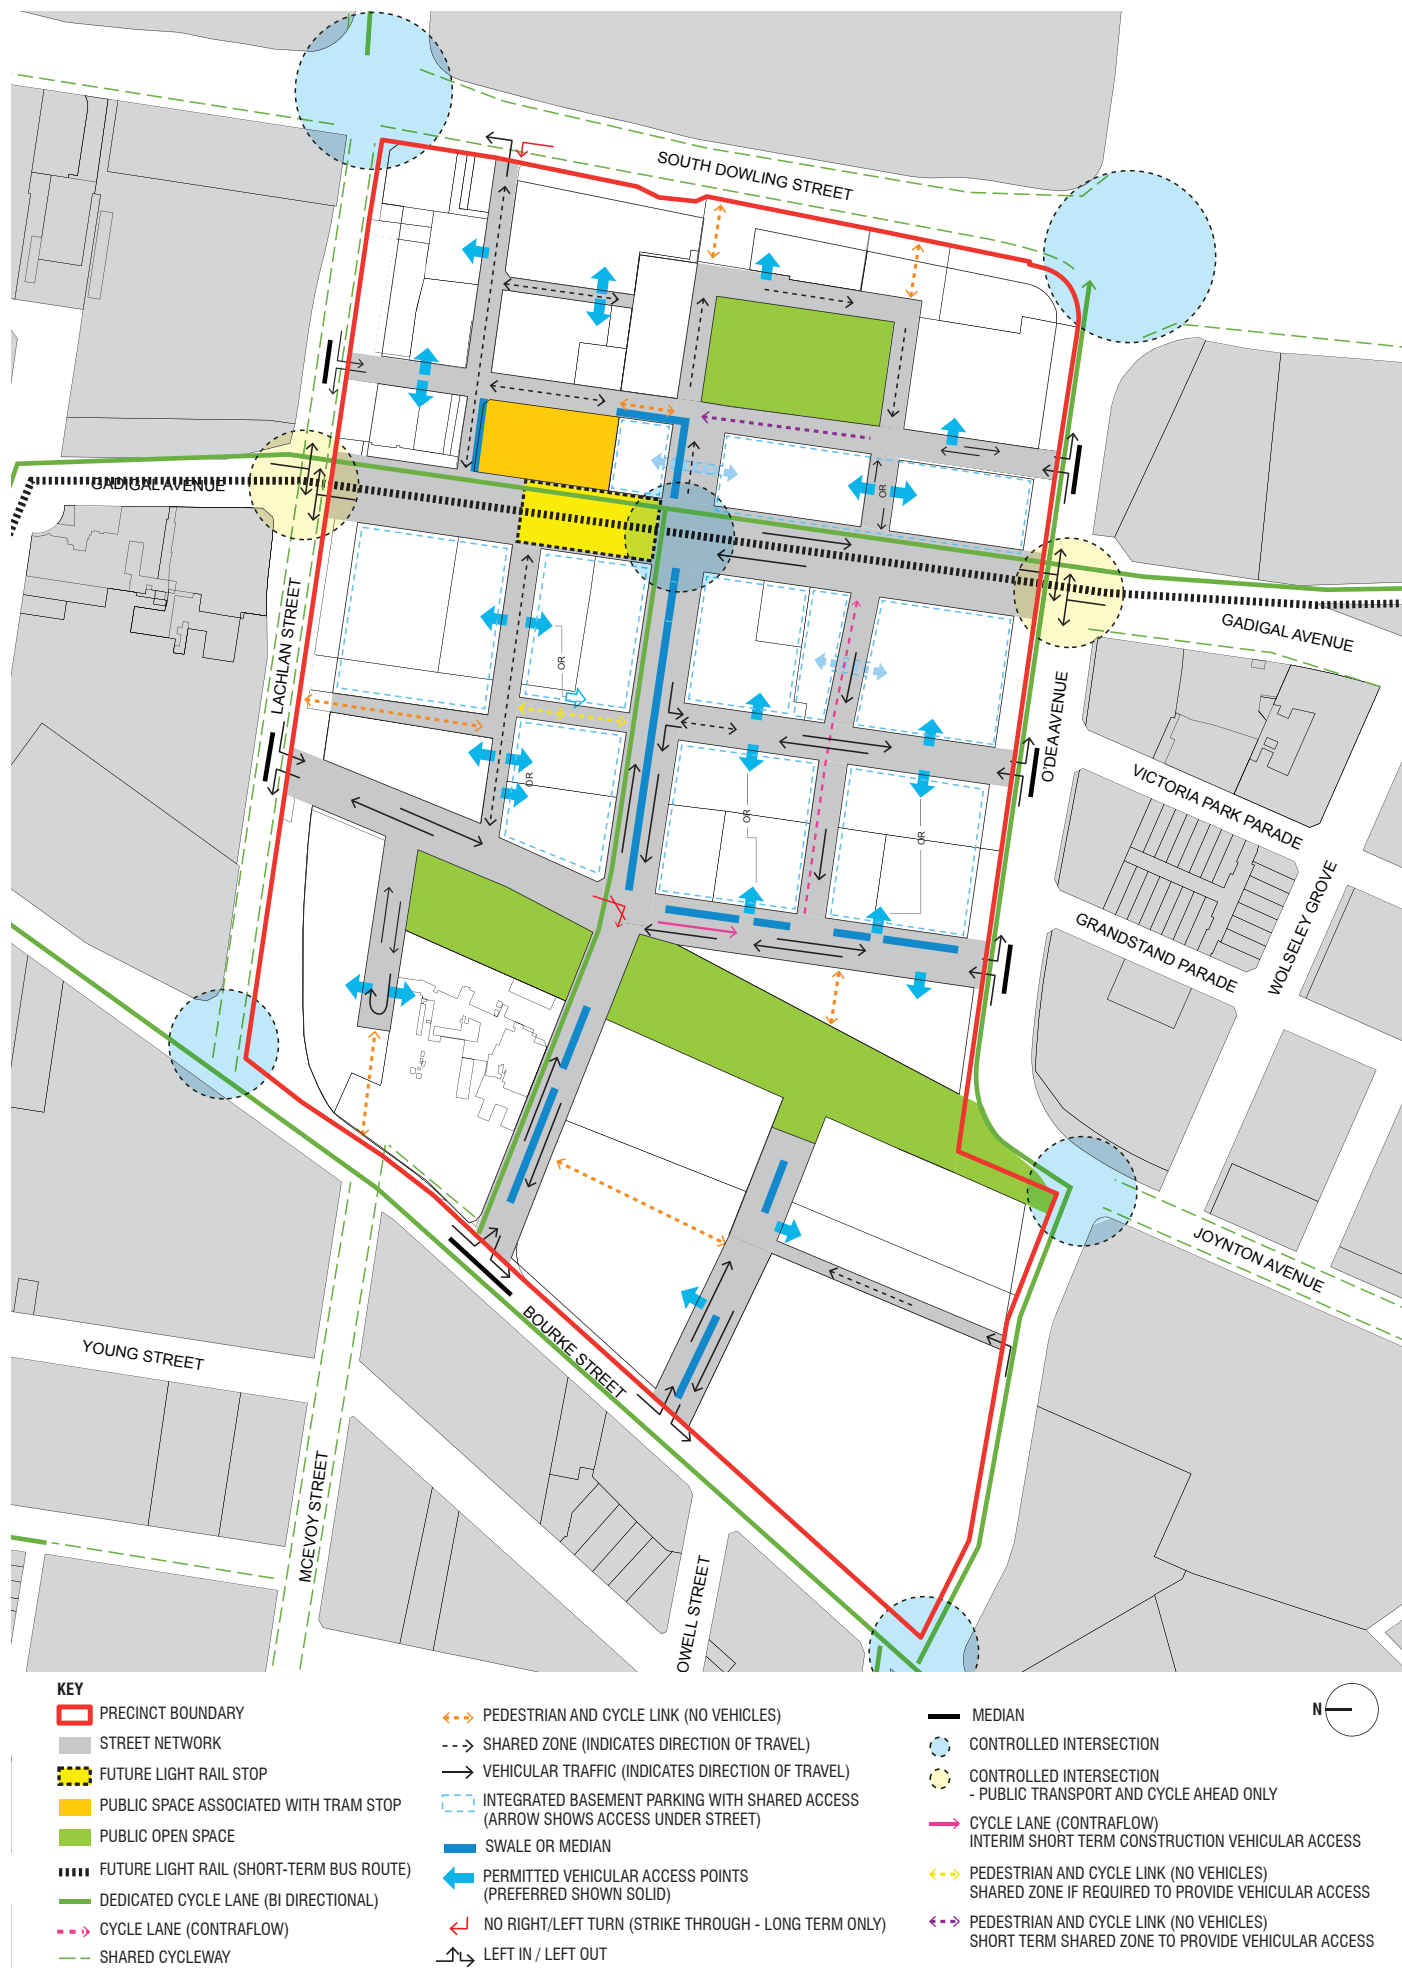 SOUTH DOWLING STREET
GADIGAL AVENUE
OR
LACHLAN STREET
OR
GADIGAL AVENUE
O'DEA AVENUE
VICTORIA PARK PARADE
OR
OR
OR
WOLSELEY GROVE
GRANDSTAND PARADE
JOYNTON AVENUE
BOURKE STREET
YOUNG STREET
MCEVOY STREET
OWELL STREET
KEY
PRECINCT BOUNDARY
STREET NETWORK
FUTURE LIGHT RAIL STOP
PUBLIC SPACE ASSOCIATED WITH TRAM STOP
PUBLIC OPEN SPACE
FUTURE LIGHT RAIL (SHORT-TERM BUS ROUTE)
DEDICATED CYCLE LANE (BI DIRECTIONAL)
CYCLE LANE (CONTRAFLOW)
SHARED CYCLEWAY
PEDESTRIAN AND CYCLE LINK (NO VEHICLES)
SHARED ZONE (INDICATES DIRECTION OF TRAVEL)
VEHICULAR TRAFFIC (INDICATES DIRECTION OF TRAVEL)
INTEGRATED BASEMENT PARKING WITH SHARED ACCESS
(ARROW SHOWS ACCESS UNDER STREET)
SWALE OR MEDIAN
PERMITTED VEHICULAR ACCESS POINTS
(PREFERRED SHOWN SOLID)
NO RIGHT/LEFT TURN (STRIKE THROUGH - LONG TERM ONLY)
LEFT IN / LEFT OUT
MEDIAN
CONTROLLED INTERSECTION
CONTROLLED INTERSECTION
- PUBLIC TRANSPORT AND CYCLE AHEAD ONLY
CYCLE LANE (CONTRAFLOW)
INTERIM SHORT TERM CONSTRUCTION VEHICULAR ACCESS
PEDESTRIAN AND CYCLE LINK (NO VEHICLES)
SHARED ZONE IF REQUIRED TO PROVIDE VEHICULAR ACCESS
PEDESTRIAN AND CYCLE LINK (NO VEHICLES)
SHORT TERM SHARED ZONE TO PROVIDE VEHICULAR ACCESS
N